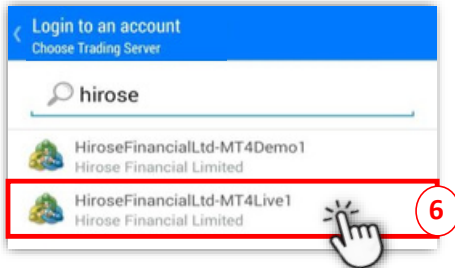 Login to an account
Choose Trading Server
hirose
HiroseFinancialLtd-MT4Demo1
Hirose Financial Limited
HiroseFinancialLtd-MT4Live1
Hirose Financial Limited
6